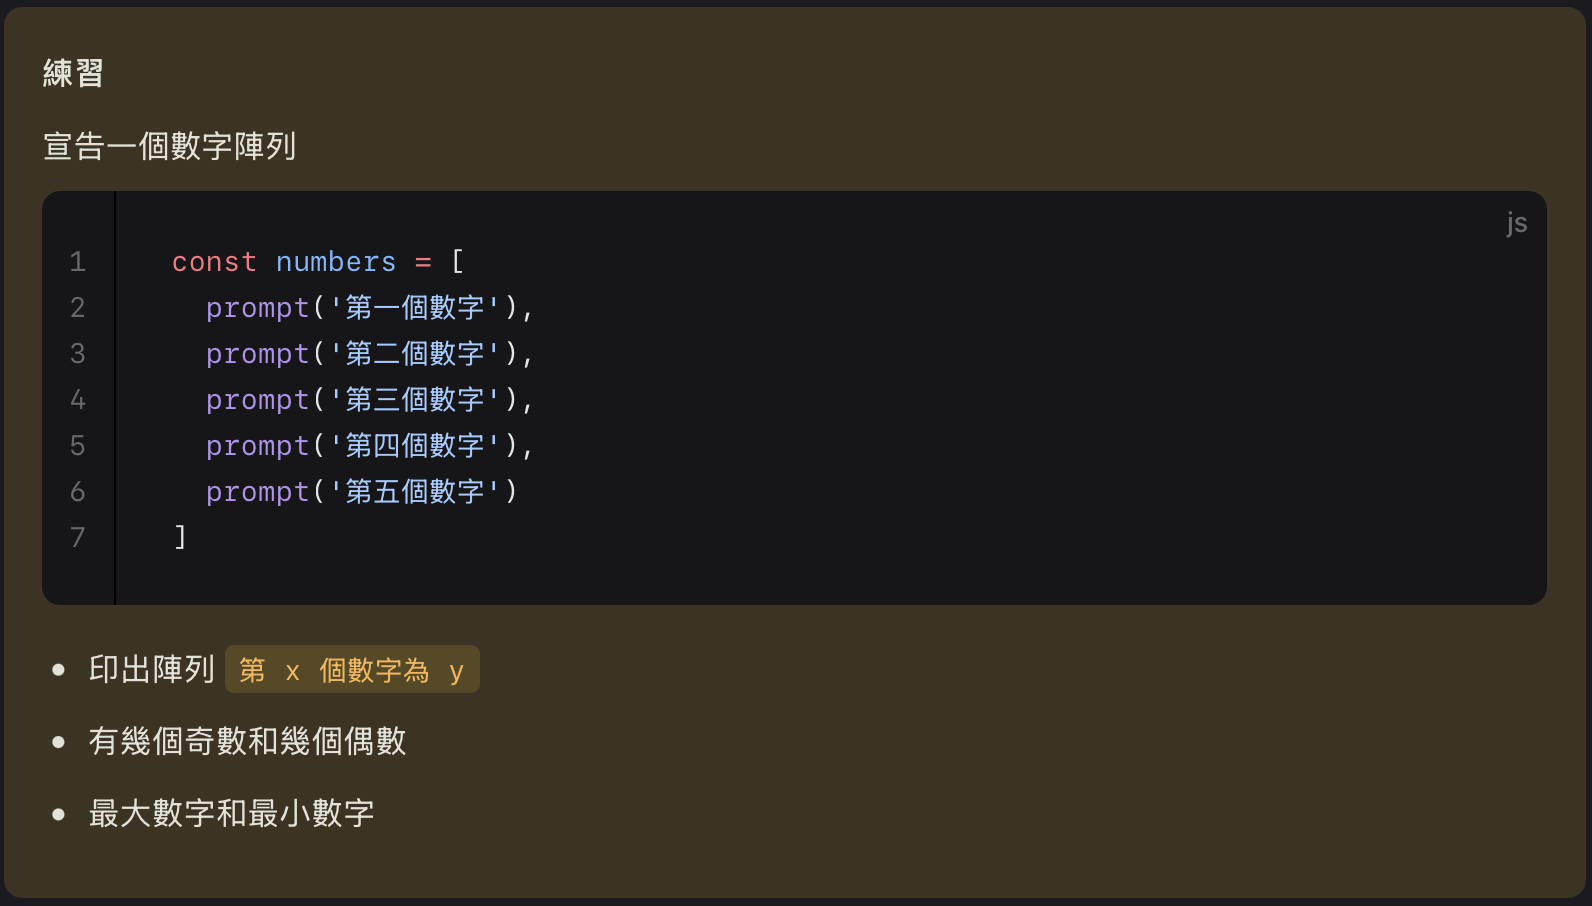 練習
宣告一個數字陣列
js
1 const numbers = [
2   prompt('第一個數字'),
3   prompt('第二個數字'),
4   prompt('第三個數字'),
5   prompt('第四個數字'),
6   prompt('第五個數字')
7 ]
• 印出陣列 第 x 個數字為 y
• 有幾個奇數和幾個偶數
• 最大數字和最小數字